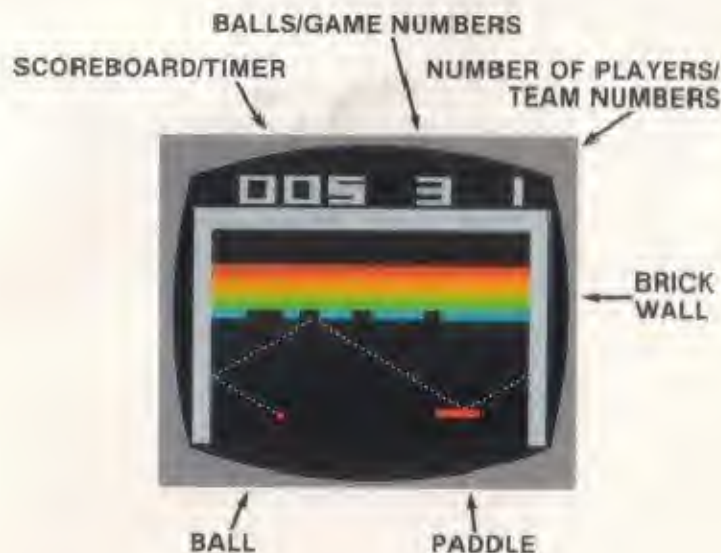 BALLS/GAME NUMBERS
SCOREBOARD/TIMER
NUMBER OF PLAYERS/
TEAM NUMBERS
005 3 1
BRICK
WALL
BALL
PADDLE